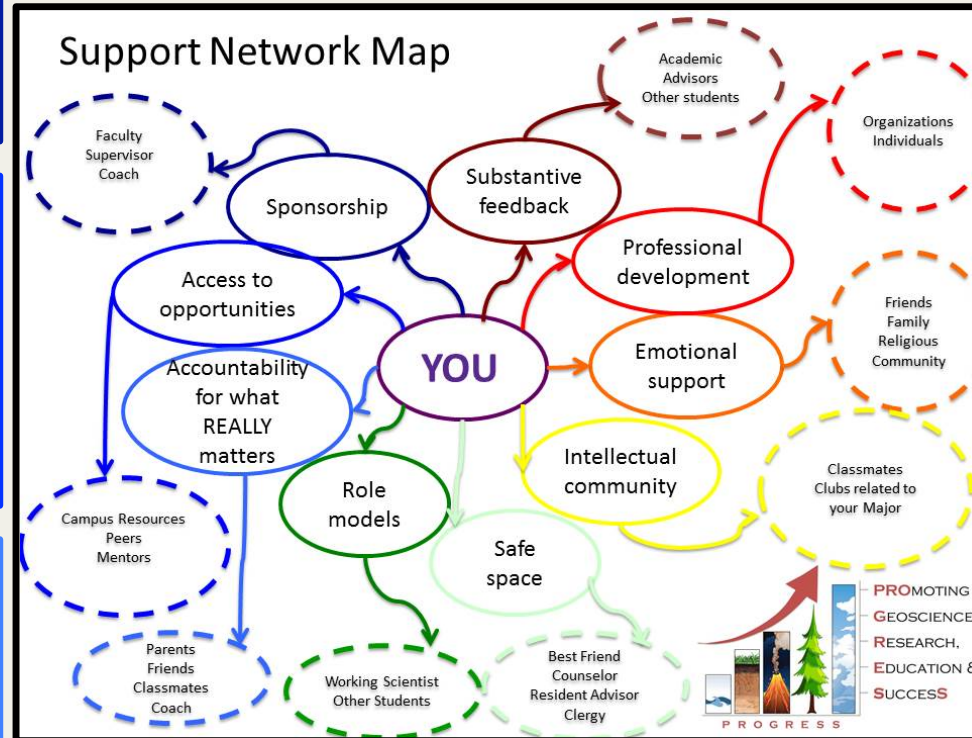 Support Network Map
Academic
Advisors
Other students
Organizations
Individuals
Faculty
Supervisor
Coach
Sponsorship
Substantive
feedback
Professional
development
Access to
opportunities
Friends
Family
Religious
Community
YOU
Emotional
support
Accountability
for what
REALLY
matters
Intellectual
community
Classmates
Clubs related to
your Major
Role
models
Campus Resources
Peers
Mentors
Safe
space
Parents
Friends
Classmates
Coach
Working Scientist
Other Students
Best Friend
Counselor
Resident Advisor
Clergy
PROMOTING
GEOSCIENCE
RESEARCH,
EDUCATION &
SUCCESS
PROGRESS